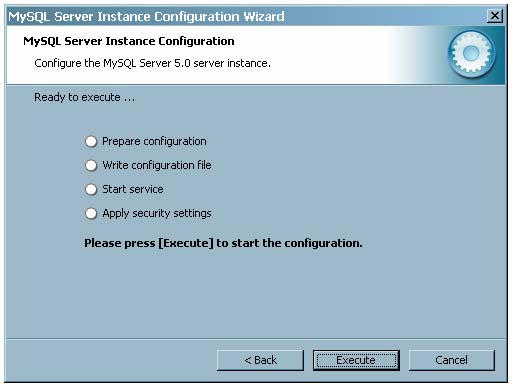 MySQL Server Instance Configuration Wizard
MySQL Server Instance Configuration
Configure the MySQL Server 5.0 server instance.
Ready to execute ...
Prepare configuration
Write configuration file
Start service
Apply security settings
Please press [Execute] to start the configuration.
< Back
Execute
Cancel